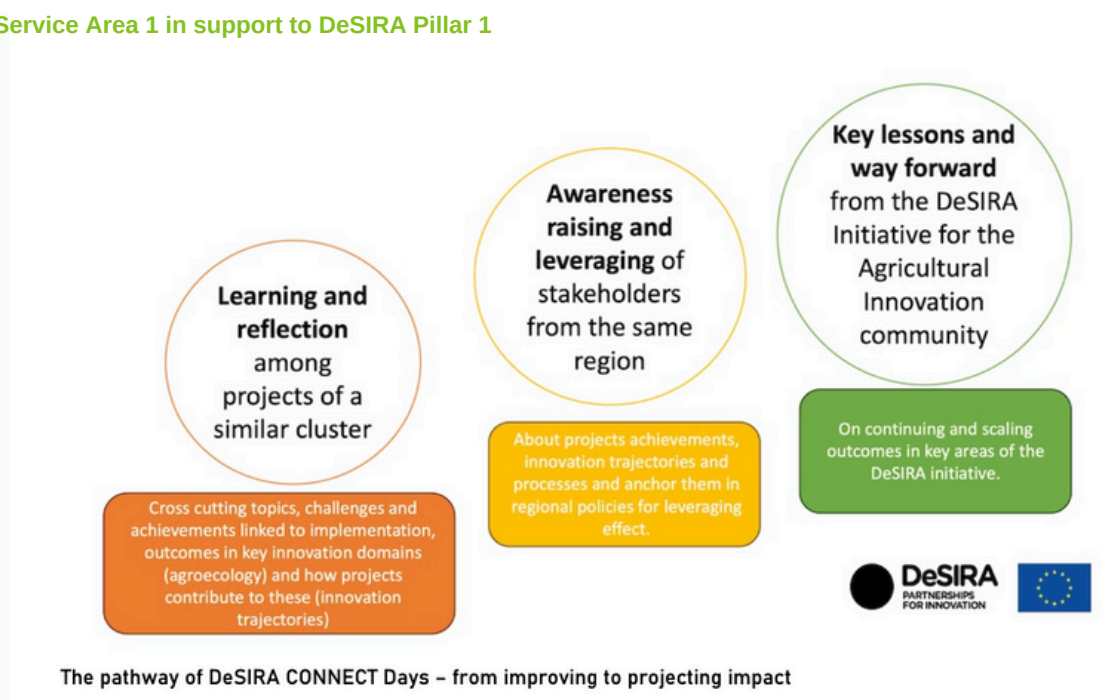 Service Area 1 in support to DeSIRA Pillar 1
Learning and
reflection
among
projects of a
similar cluster
Cross cutting topics, challenges and
achievements linked to implementation,
outcomes in key innovation domains
(agroecology) and how projects
contribute to these (innovation
trajectories)
Awareness
raising and
leveraging of
stakeholders
from the same
region
About projects achievements,
innovation trajectories and
processes and anchor them in
regional policies for leveraging
effect.
Key lessons and
way forward
from the DeSIRA
Initiative for the
Agricultural
Innovation
community
On continuing and scaling
outcomes in key areas of the
DeSIRA initiative.
DeSIRA
PARTNERSHIPS
FOR INNOVATION
The pathway of DeSIRA CONNECT Days – from improving to projecting impact